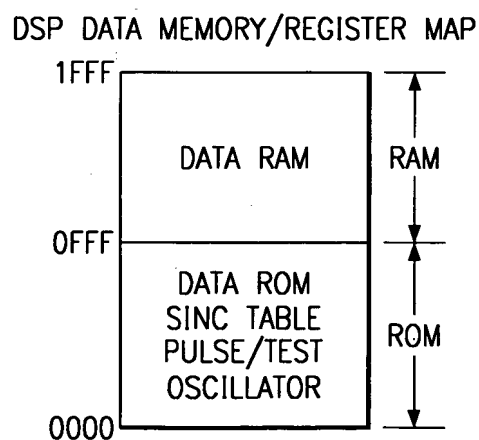 DSP DATA MEMORY/REGISTER MAP
1FFF
DATA RAM
RAM
0FFF
DATA ROM
SINC TABLE
PULSE/TEST
OSCILLATOR
ROM
0000